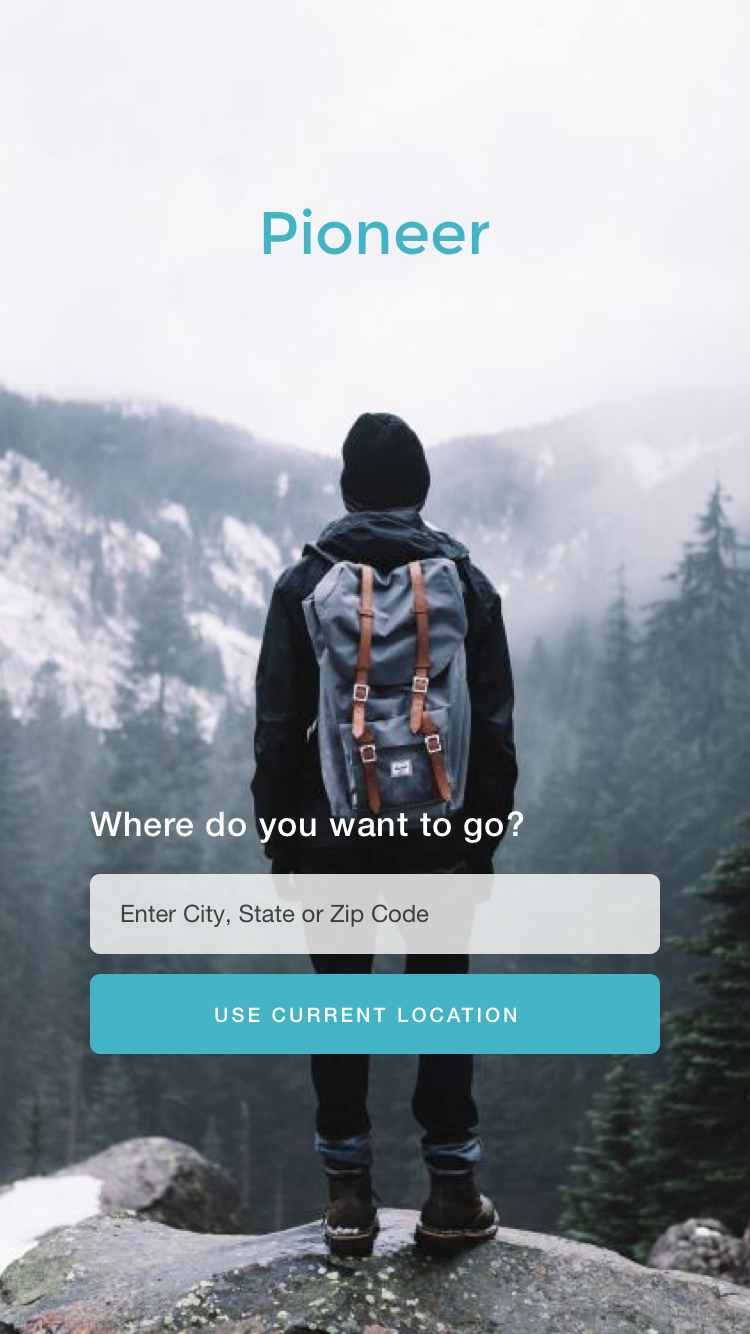 Pioneer
Where do you want to go?
Enter City, State or Zip Code
USE CURRENT LOCATION